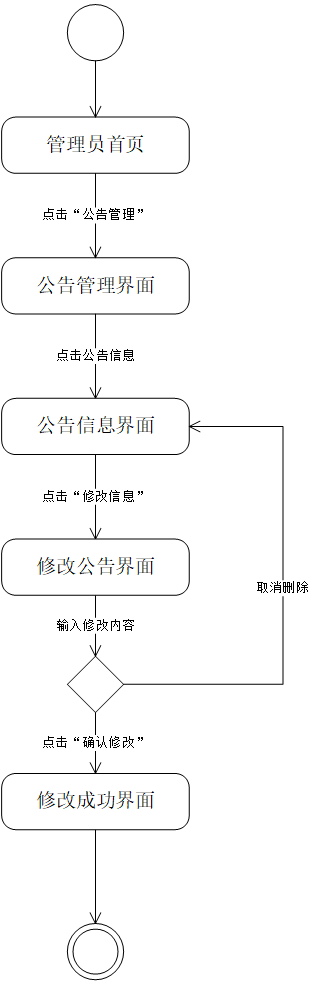 管理员首页
点击“公告管理”
公告管理界面
点击公告信息
公告信息界面
点击“修改信息”
修改公告界面
取消删除
输入修改内容
点击“确认修改”
修改成功界面